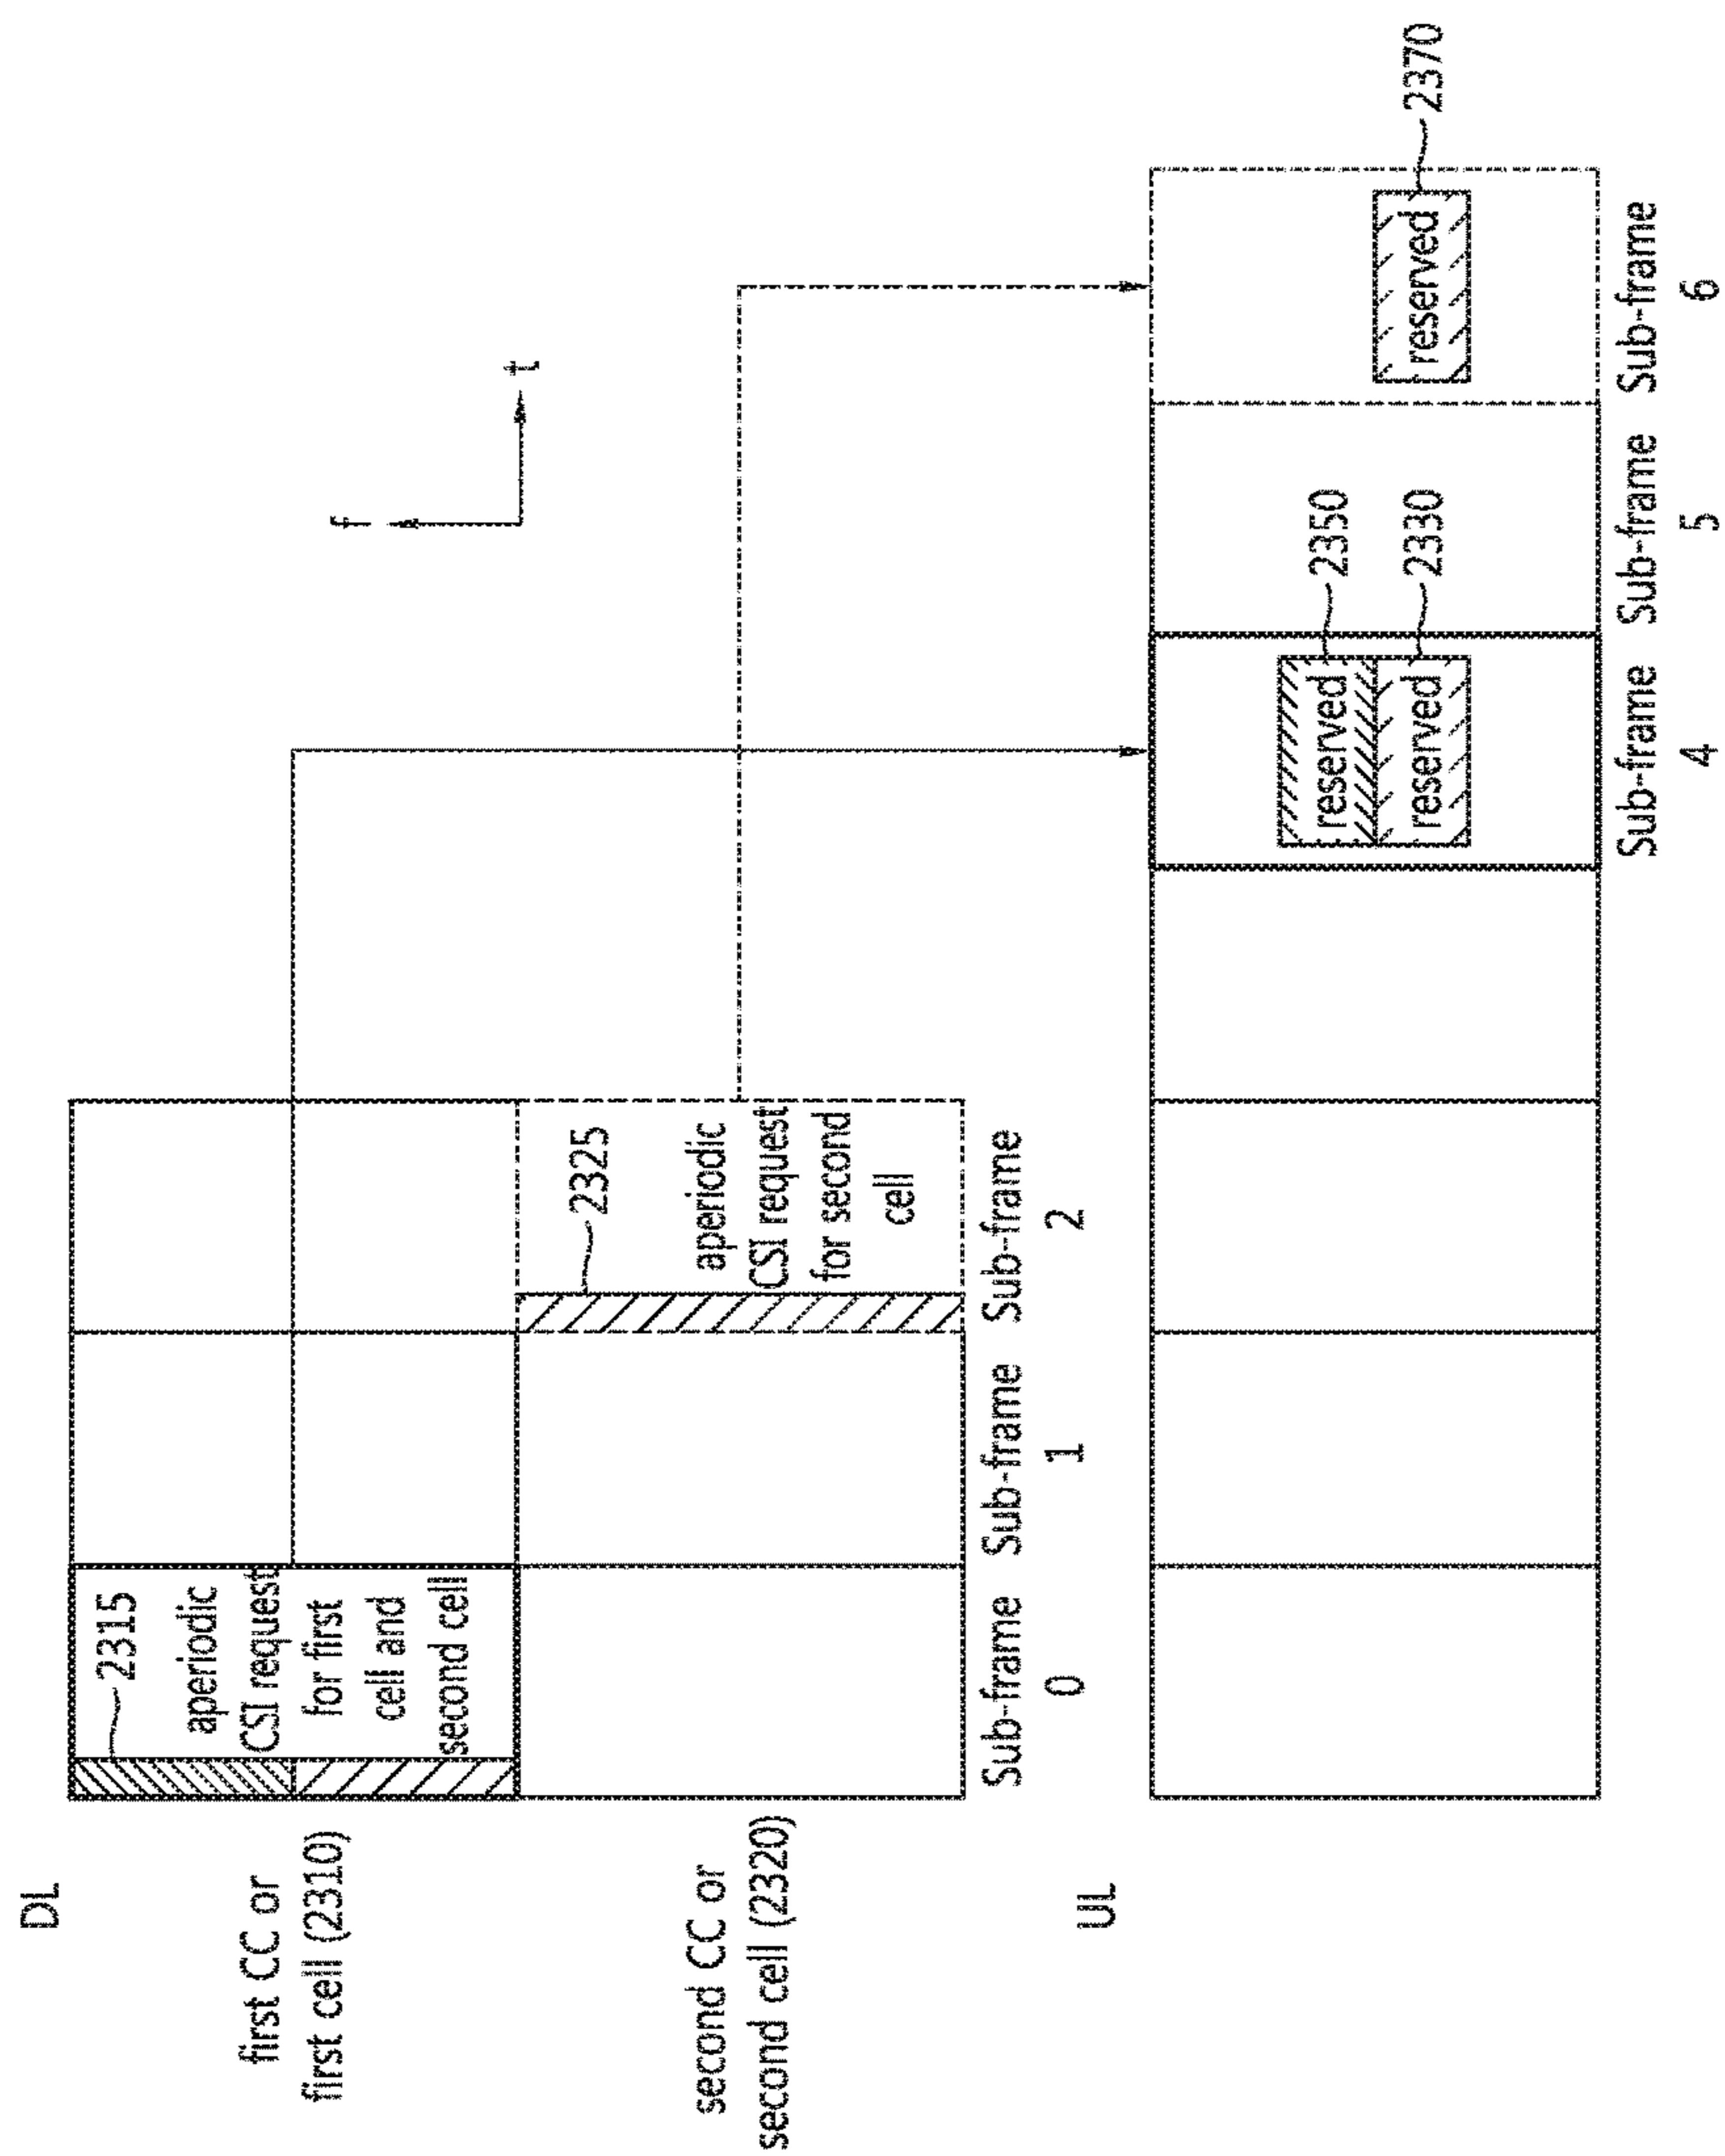 DL
first CC or
first cell (2310)
2315
aperiodic
CSI request
for first
cell and
second cell
second CC or
second cell (2320)
2325
aperiodic
CSI request
for second
cell
Sub-frame
0
Sub-frame
1
Sub-frame
2
f
t
UL
reserved
2350
reserved
2330
reserved
2370
Sub-frame
4
Sub-frame
5
Sub-frame
6